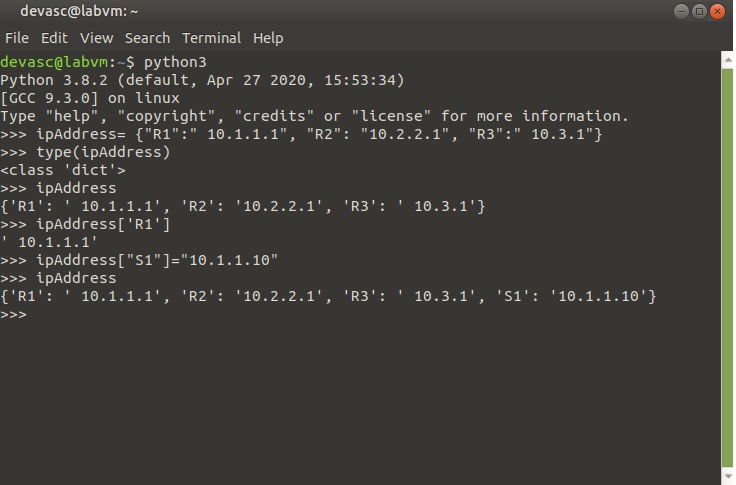 devasc@labvm: ~
File Edit View Search Terminal Help
devasc@labvm:~$ python3
Python 3.8.2 (default, Apr 27 2020, 15:53:34)
[GCC 9.3.0] on linux
Type "help", "copyright", "credits" or "license" for more information.
>>> ipAddress= {"R1":" 10.1.1.1", "R2": "10.2.2.1", "R3":" 10.3.1"}
>>> type(ipAddress)
<class 'dict'>
>>> ipAddress
{'R1': ' 10.1.1.1', 'R2': '10.2.2.1', 'R3': ' 10.3.1'}
>>> ipAddress['R1']
' 10.1.1.1'
>>> ipAddress["S1"]="10.1.1.10"
>>> ipAddress
{'R1': ' 10.1.1.1', 'R2': '10.2.2.1', 'R3': ' 10.3.1', 'S1': '10.1.1.10'}
>>>